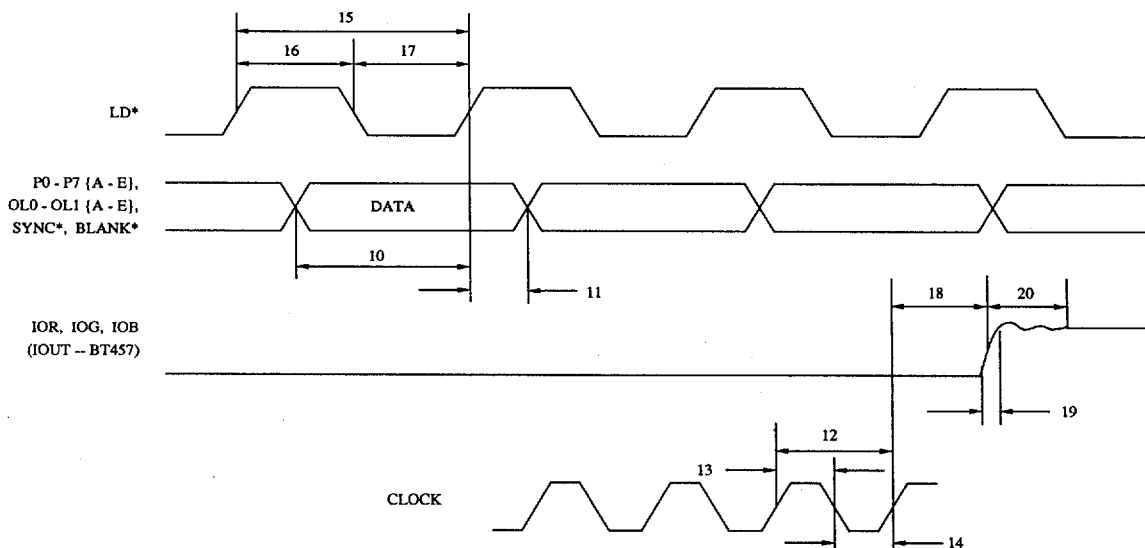 15
16
17
LD*
P0 - P7 {A - E},
OL0 - OL1 {A - E},
SYNC*, BLANK*
DATA
10
11
18
20
IOR, IOG, IOB
(IOUT -- BT457)
19
12
13
CLOCK
14